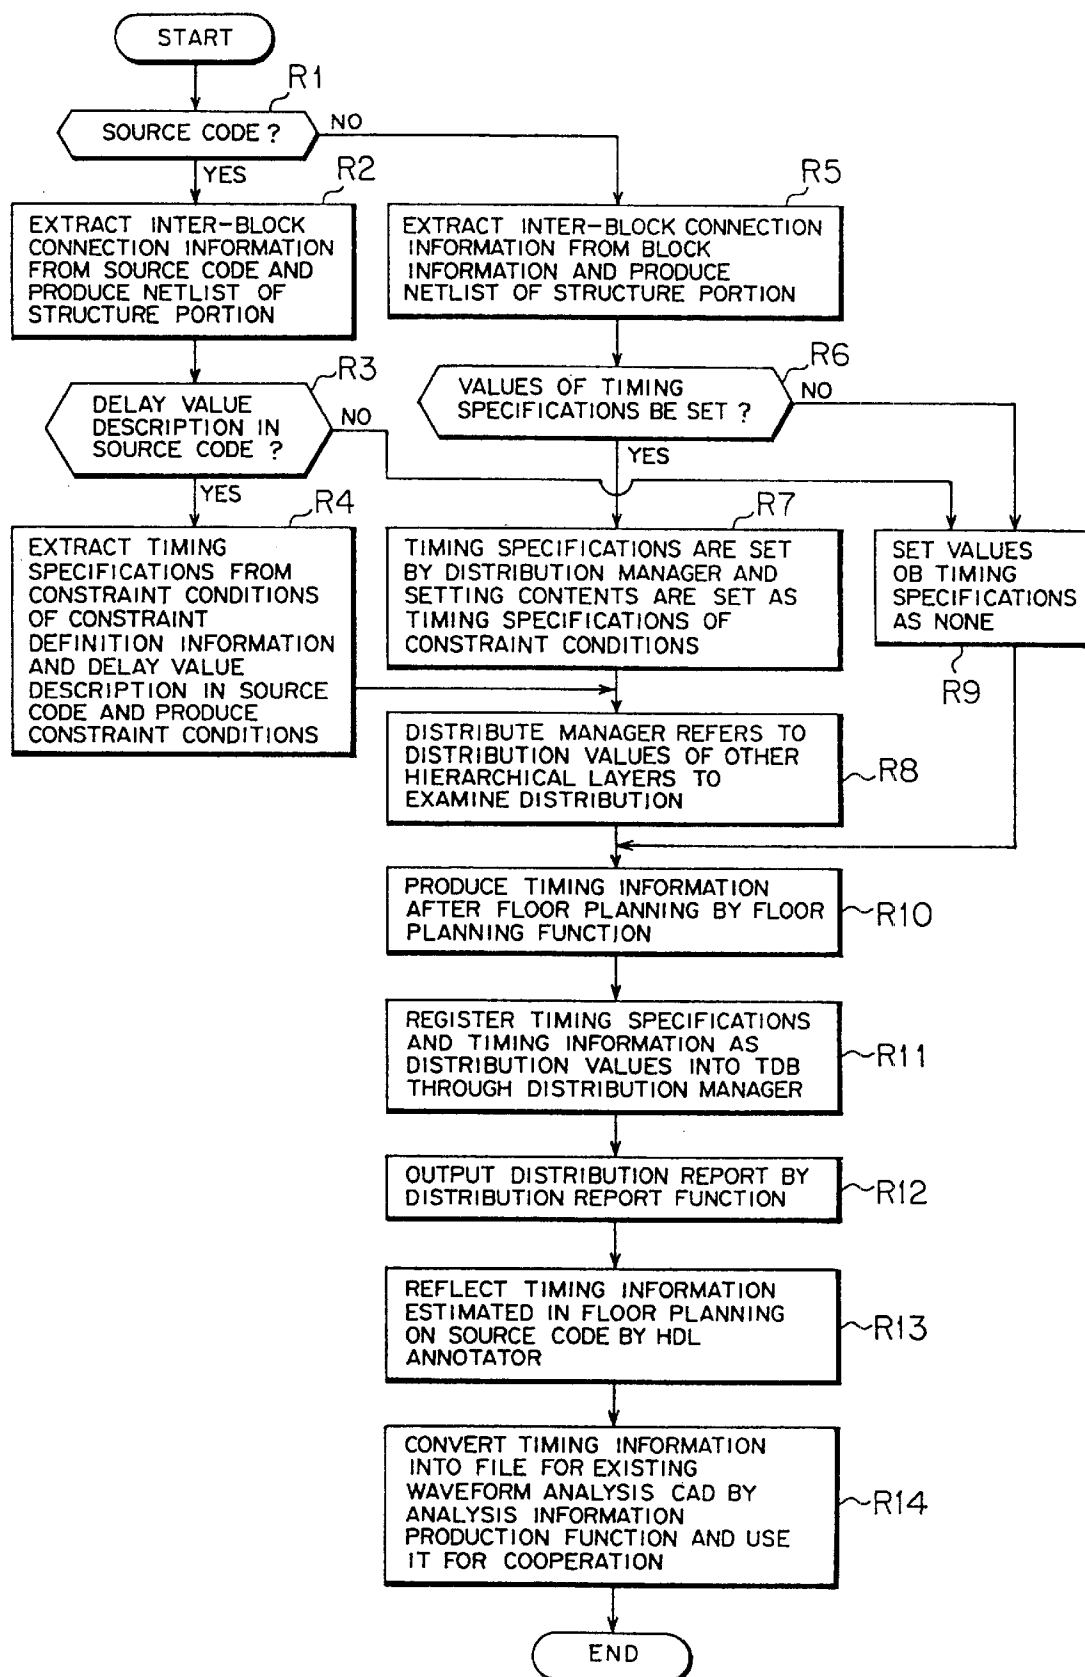 START
R1
SOURCE CODE ?
NO
YES
R2
EXTRACT INTER-BLOCK
CONNECTION INFORMATION
FROM SOURCE CODE AND
PRODUCE NETLIST OF
STRUCTURE PORTION
R5
EXTRACT INTER-BLOCK CONNECTION
INFORMATION FROM BLOCK
INFORMATION AND PRODUCE
NETLIST OF STRUCTURE PORTION
R3
DELAY VALUE
DESCRIPTION IN
SOURCE CODE ?
NO
YES
R6
VALUES OF TIMING
SPECIFICATIONS BE SET ?
NO
YES
R4
EXTRACT TIMING
SPECIFICATIONS FROM
CONSTRAINT CONDITIONS
OF CONSTRAINT
DEFINITION INFORMATION
AND DELAY VALUE
DESCRIPTION IN SOURCE
CODE AND PRODUCE
CONSTRAINT CONDITIONS
R7
TIMING SPECIFICATIONS ARE SET
BY DISTRIBUTION MANAGER AND
SETTING CONTENTS ARE SET AS
TIMING SPECIFICATIONS OF
CONSTRAINT CONDITIONS
SET VALUES
OB TIMING
SPECIFICATIONS
AS NONE
R9
DISTRIBUTE MANAGER REFERS TO
DISTRIBUTION VALUES OF OTHER
HIERARCHICAL LAYERS TO
EXAMINE DISTRIBUTION
R8
PRODUCE TIMING INFORMATION
AFTER FLOOR PLANNING BY FLOOR
PLANNING FUNCTION
R10
REGISTER TIMING SPECIFICATIONS
AND TIMING INFORMATION AS
DISTRIBUTION VALUES INTO TDB
THROUGH DISTRIBUTION MANAGER
R11
OUTPUT DISTRIBUTION REPORT BY
DISTRIBUTION REPORT FUNCTION
R12
REFLECT TIMING INFORMATION
ESTIMATED IN FLOOR PLANNING
ON SOURCE CODE BY HDL
ANNOTATOR
R13
CONVERT TIMING INFORMATION
INTO FILE FOR EXISTING
WAVEFORM ANALYSIS CAD BY
ANALYSIS INFORMATION
PRODUCTION FUNCTION AND USE
IT FOR COOPERATION
R14
END